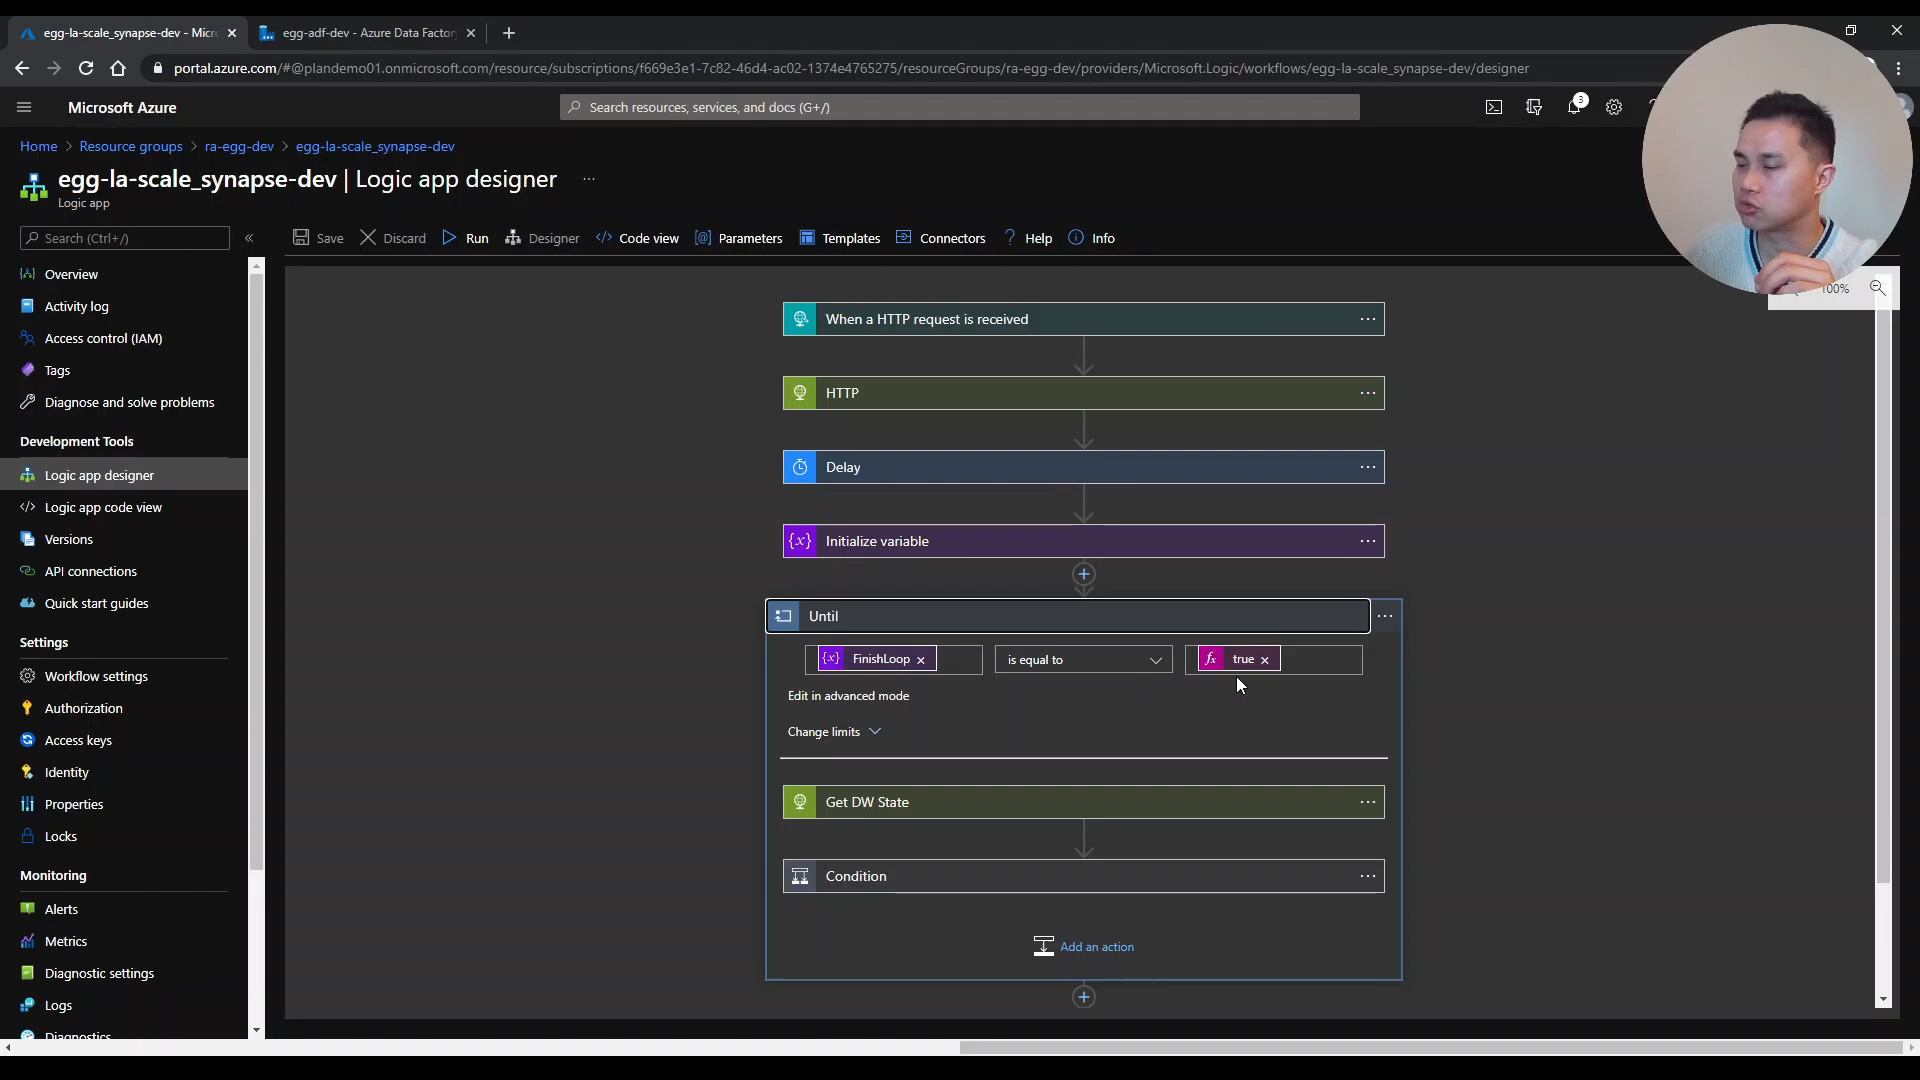 egg-la-scale_synapse-dev - Micr
egg-adf-dev - Azure Data Factory
portal.azure.com/#@plandemo01.onmicrosoft.com/resource/subscriptions/f669e3e1-7c82-46d4-ac02-1374e4765275/resourceGroups/ra-egg-dev/providers/Microsoft.Logic/workflows/egg-la-scale_synapse-dev/designer
Microsoft Azure
Search resources, services, and docs (G+/)
3
Home > Resource groups > ra-egg-dev > egg-la-scale_synapse-dev
egg-la-scale_synapse-dev | Logic app designer ...
Logic app
Search (Ctrl+/)
«
Save
Discard
Run
Designer
Code view
Parameters
Templates
Connectors
Help
Info
100%
Overview
Activity log
Access control (IAM)
Tags
Diagnose and solve problems
Development Tools
Logic app designer
Logic app code view
Versions
API connections
Quick start guides
Settings
Workflow settings
Authorization
Access keys
Identity
Properties
Locks
Monitoring
Alerts
Metrics
Diagnostic settings
Logs
Diagnostics
When a HTTP request is received
HTTP
Delay
{x} Initialize variable
Until
{x} FinishLoop
is equal to
fx true
Edit in advanced mode
Change limits
Get DW State
Condition
Add an action